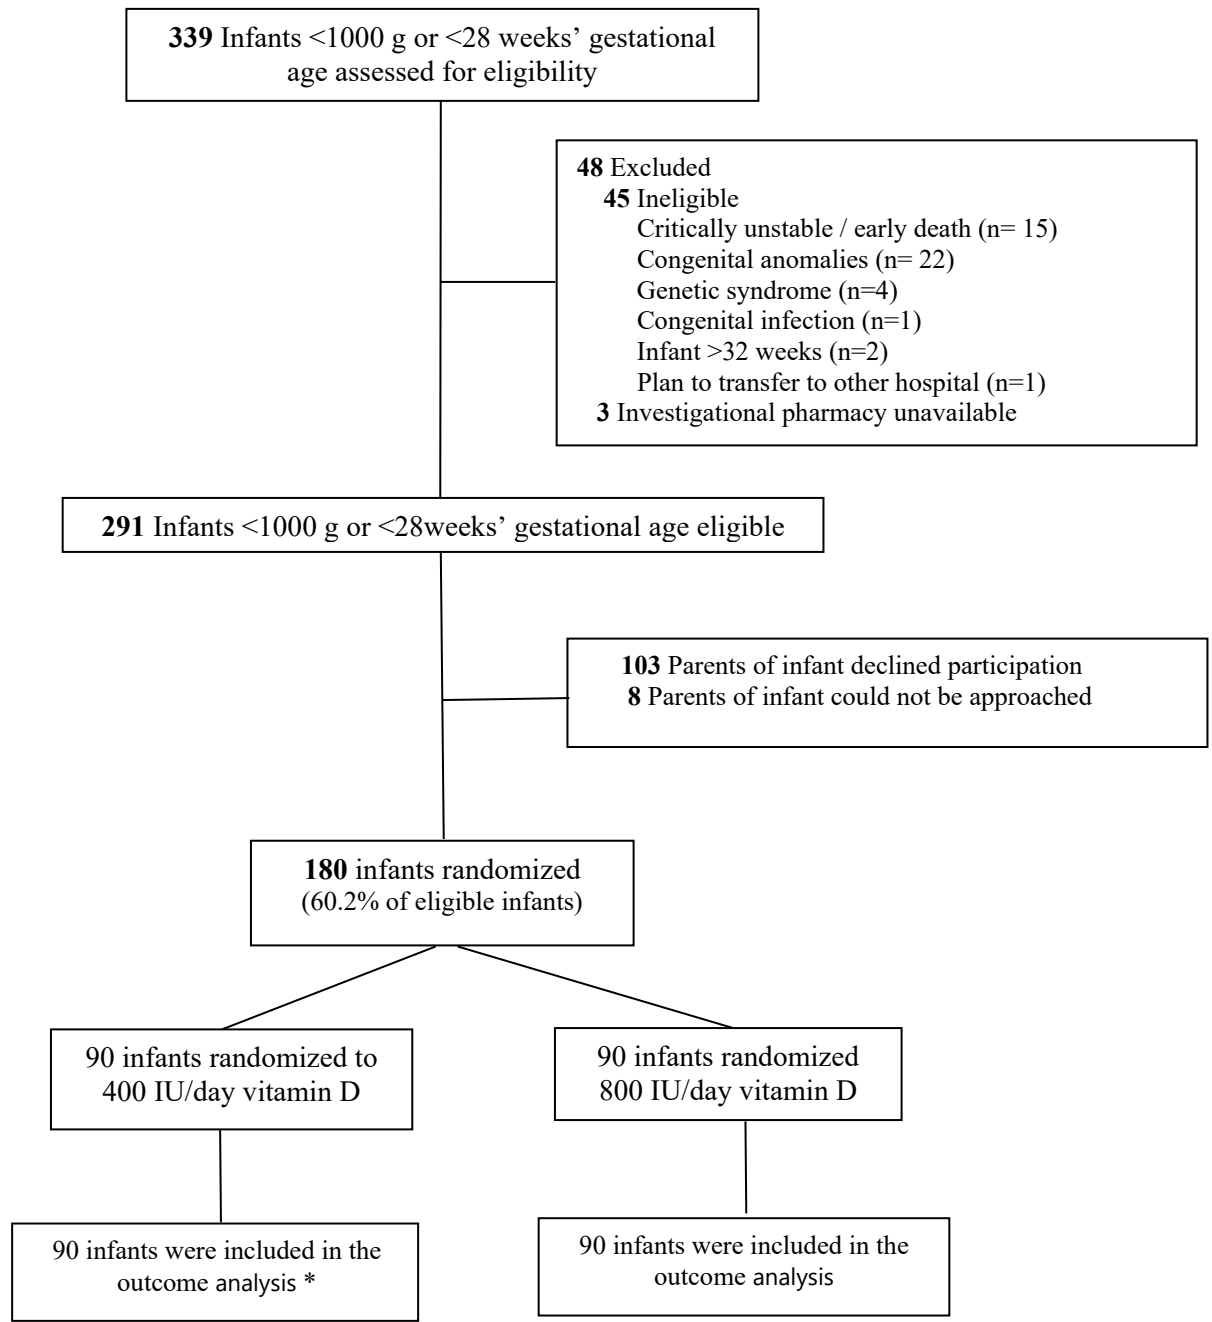 339 Infants <1000 g or <28 weeks’ gestational
age assessed for eligibility
48 Excluded
45 Ineligible
Critically unstable / early death (n= 15)
Congenital anomalies (n= 22)
Genetic syndrome (n=4)
Congenital infection (n=1)
Infant >32 weeks (n=2)
Plan to transfer to other hospital (n=1)
3 Investigational pharmacy unavailable
291 Infants <1000 g or <28weeks’ gestational age eligible
103 Parents of infant declined participation
8 Parents of infant could not be approached
180 infants randomized
(60.2% of eligible infants)
90 infants randomized to
400 IU/day vitamin D
90 infants randomized
800 IU/day vitamin D
90 infants were included in the
outcome analysis *
90 infants were included in the
outcome analysis